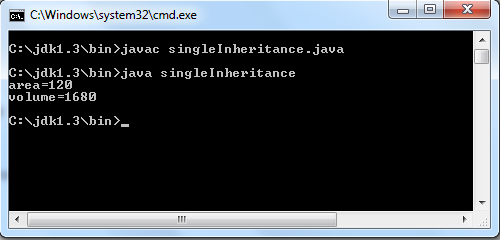 C:\Windows\system32\cmd.exe
C:\jdk1.3\bin>javac singleInheritance.java
C:\jdk1.3\bin>java singleInheritance
area=120
volume=1680
C:\jdk1.3\bin>_